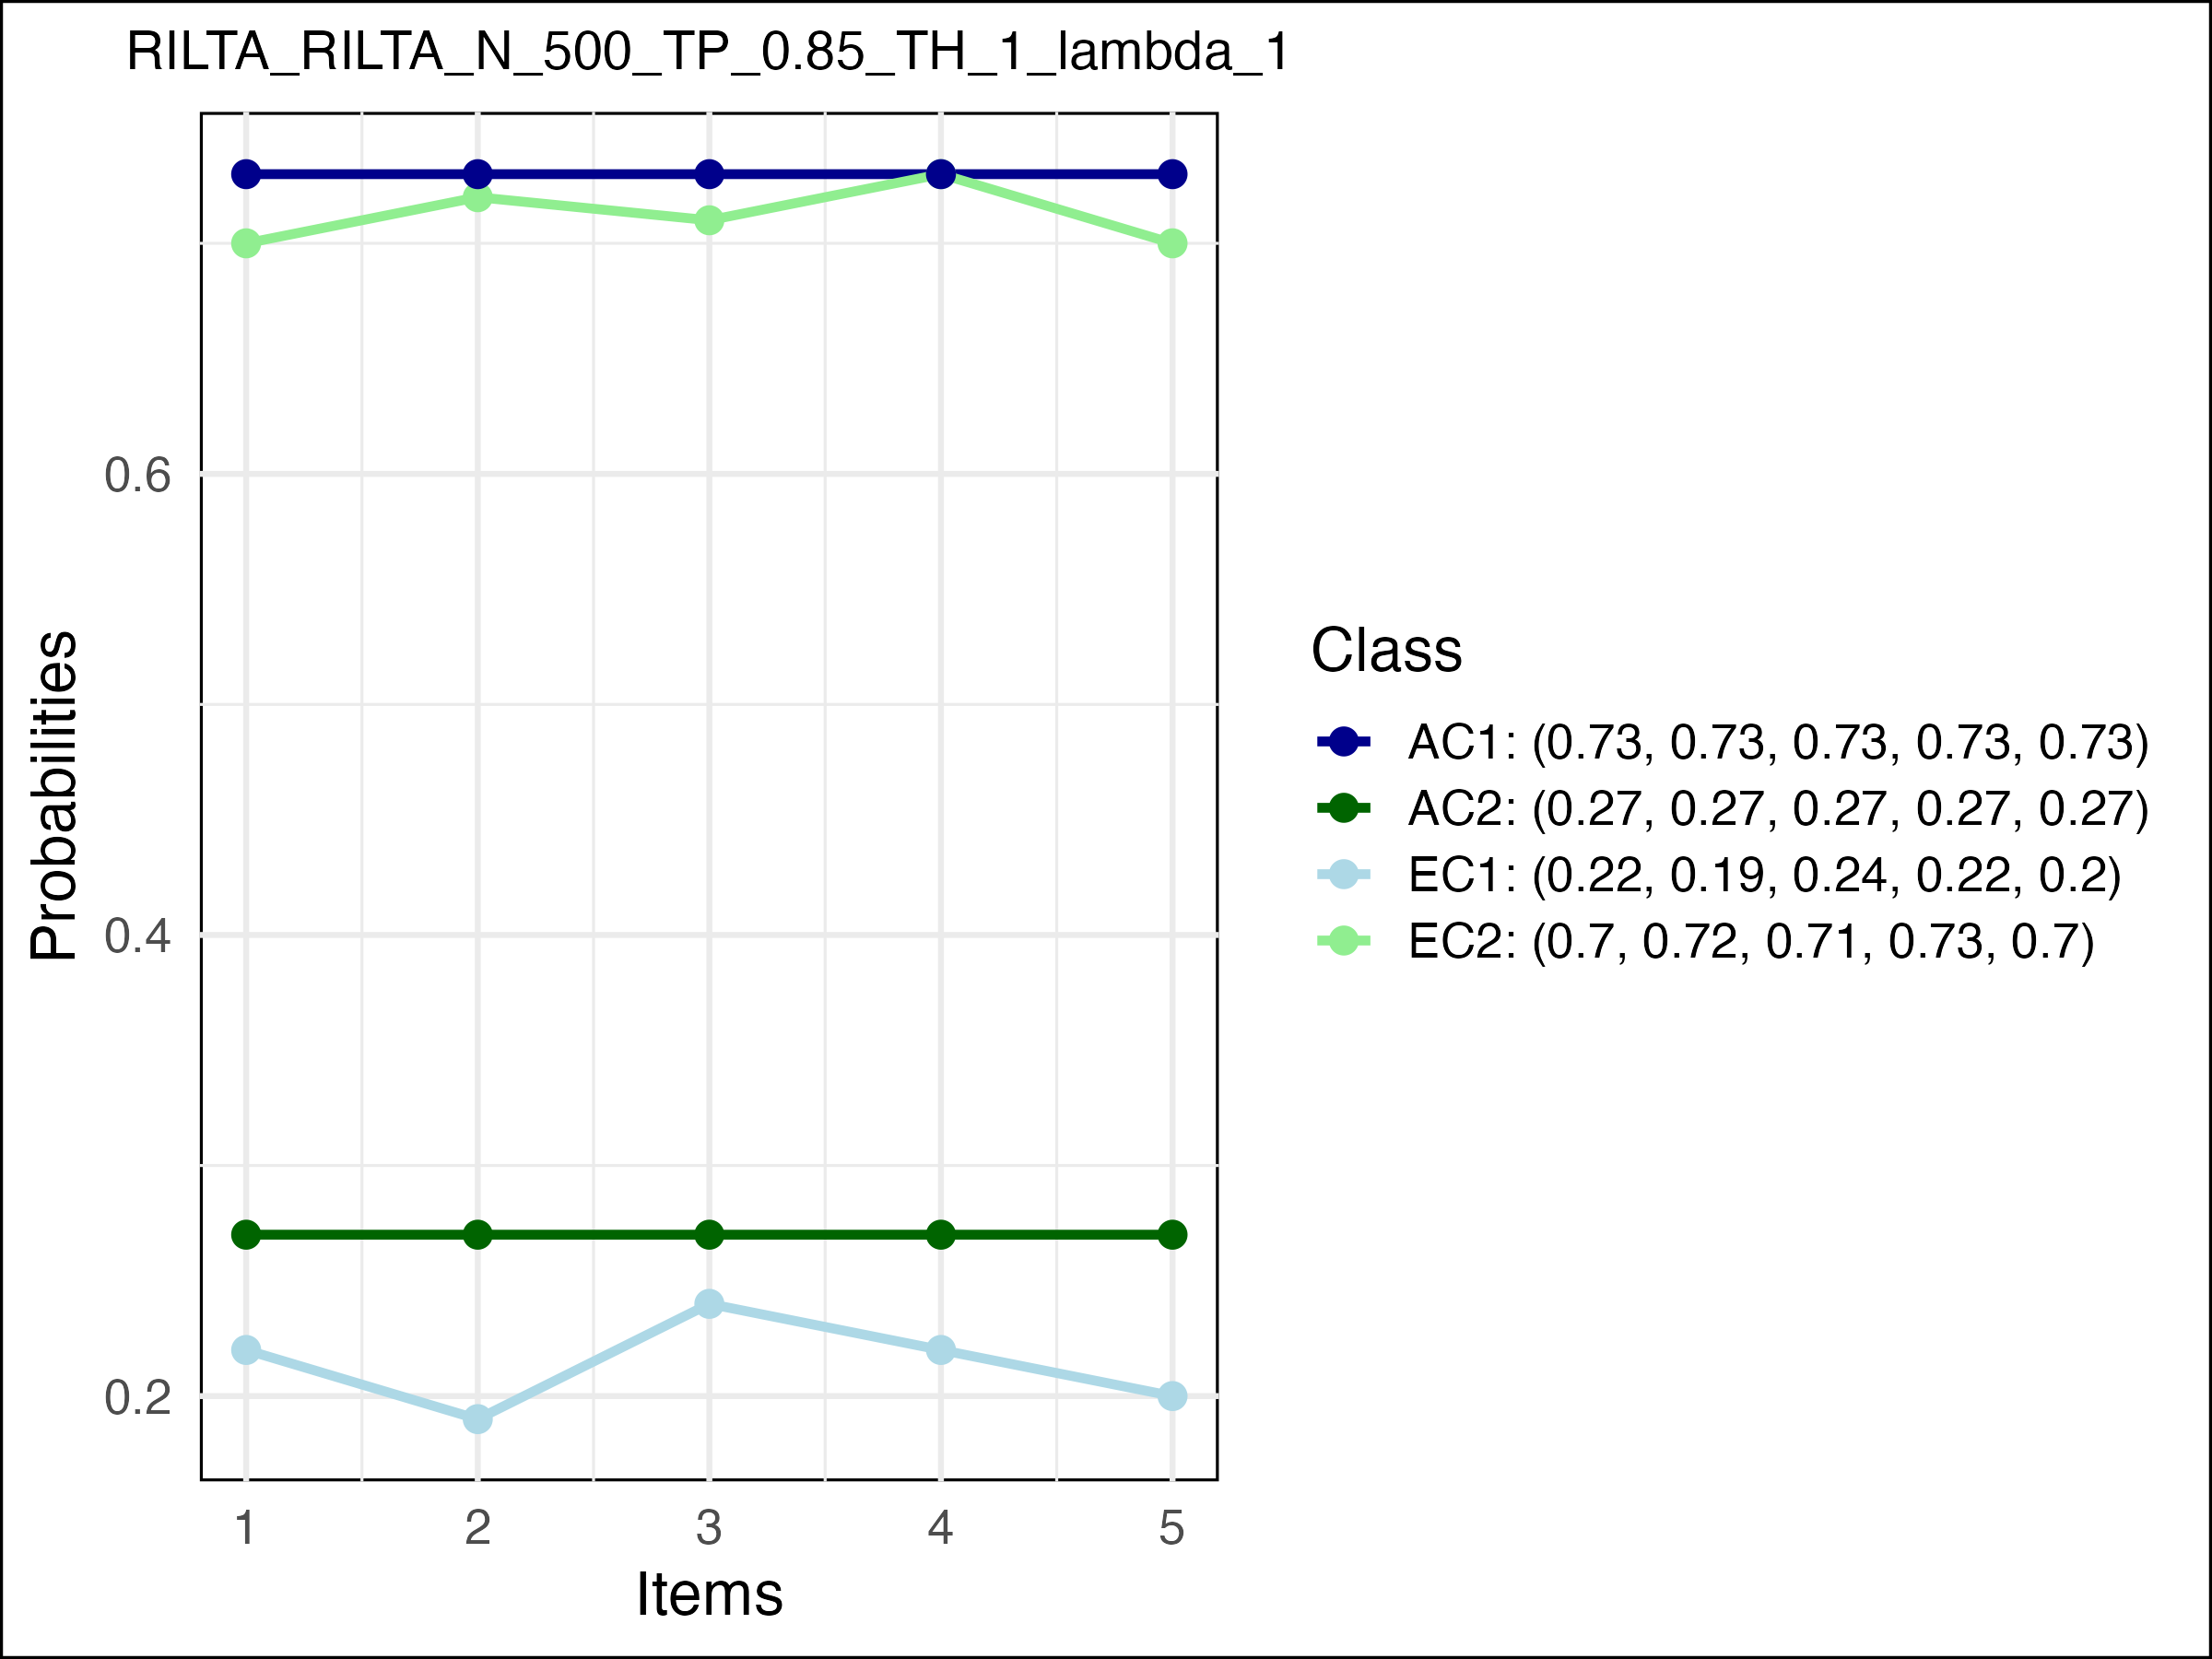 RILTA_RILTA_N_500_TP_0.85_TH_1_lambda_1
Probabilities
0.6
0.4
0.2
1 2 3 4 5
Items
Class
AC1: (0.73, 0.73, 0.73, 0.73, 0.73)
AC2: (0.27, 0.27, 0.27, 0.27, 0.27)
EC1: (0.22, 0.19, 0.24, 0.22, 0.2)
EC2: (0.7, 0.72, 0.71, 0.73, 0.7)